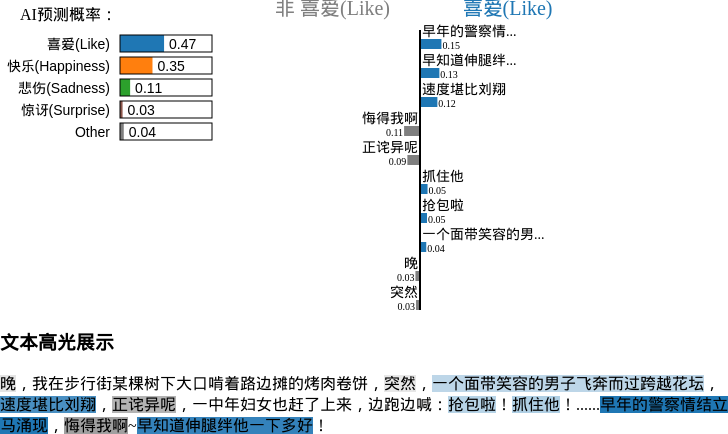 AI预测概率：
喜爱(Like) 0.47
快乐(Happiness) 0.35
悲伤(Sadness) 0.11
惊讶(Surprise) 0.03
Other 0.04
非 喜爱(Like) 喜爱(Like)
早年的警察情...
0.15
早知道伸腿绊...
0.13
速度堪比刘翔
0.12
悔得我啊
0.11
正诧异呢
0.09
抓住他
0.05
抢包啦
0.05
一个面带笑容的男...
0.04
晚
0.03
突然
0.03
文本高光展示
晚，我在步行街某棵树下大口啃着路边摊的烤肉卷饼，突然，一个面带笑容的男子飞奔而过跨越花坛，
速度堪比刘翔，正诧异呢，一中年妇女也赶了上来，边跑边喊：抢包啦！抓住他！......早年的警察情结立
马涌现，悔得我啊~早知道伸腿绊他一下多好！